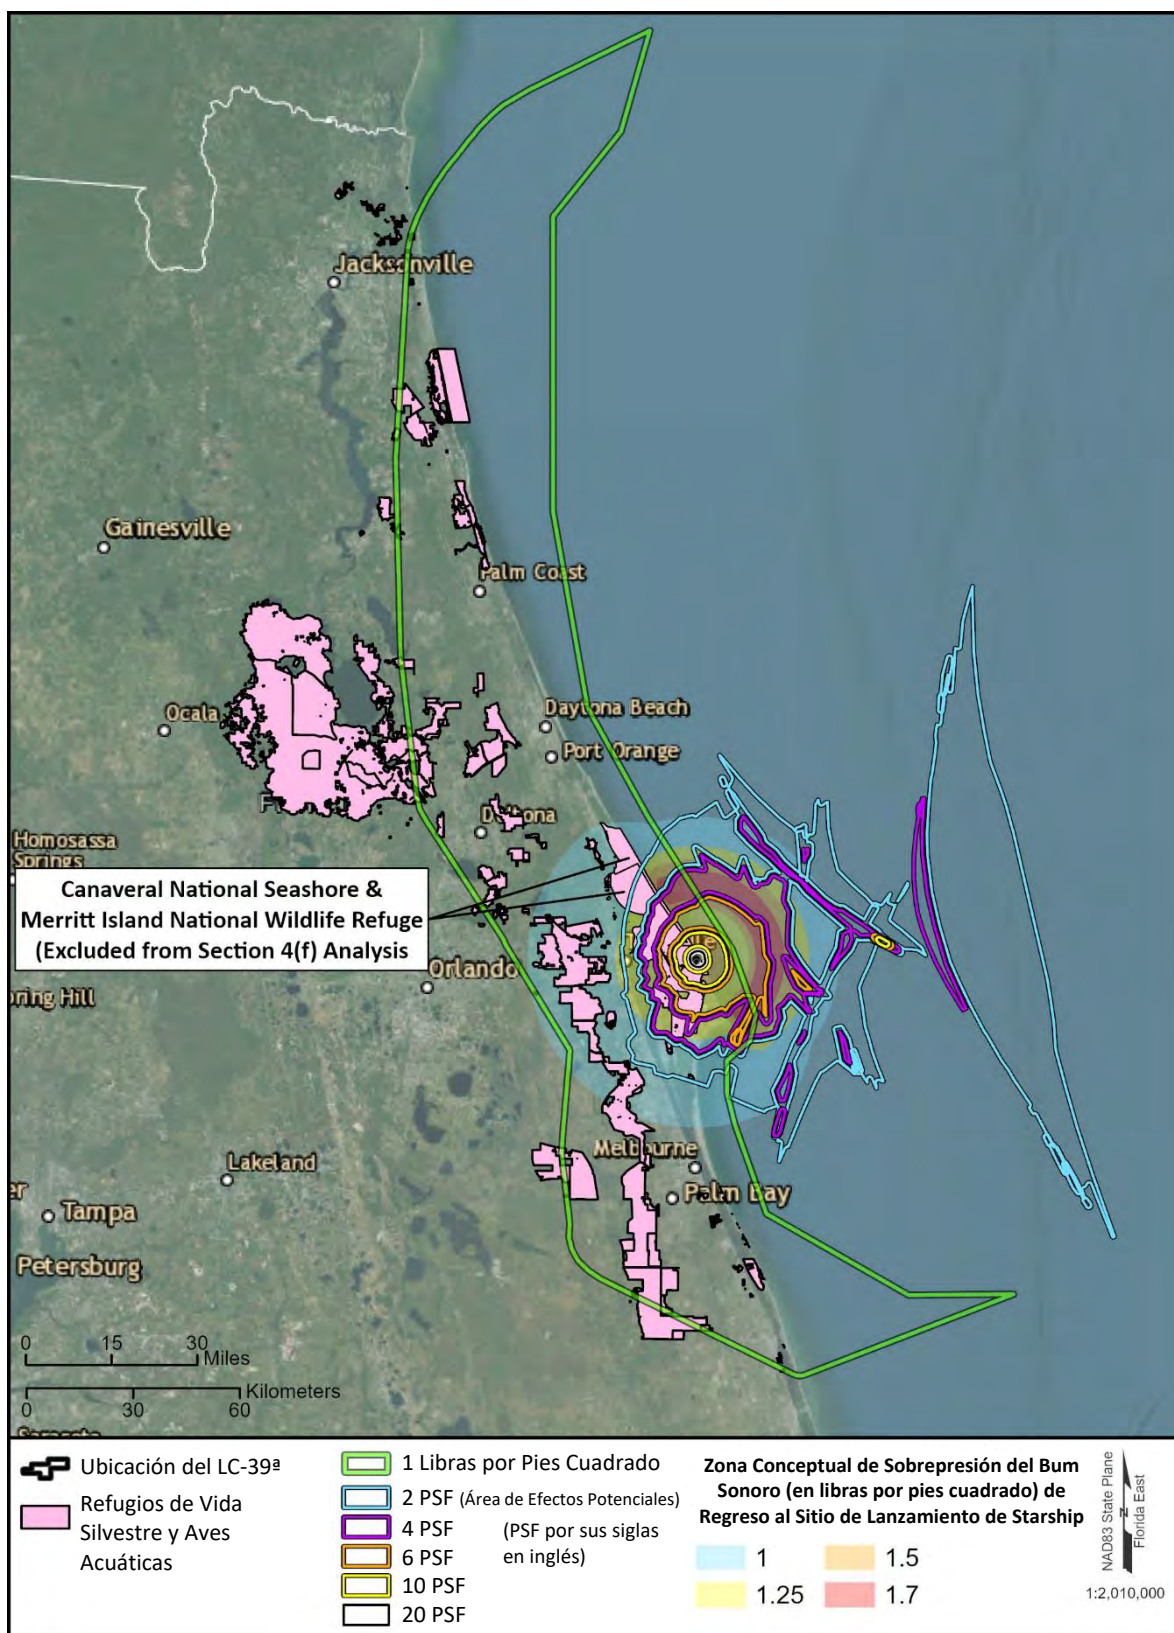 Jacksonville
Gainesville
Palm Coast
Ocala
Daytona Beach
Port Orange
Homosassa
Springs
Canaveral National Seashore &
Merritt Island National Wildlife Refuge
(Excluded from Section 4(f) Analysis
Orlando
Melbourne
Palm Bay
Lakeland
Tampa
Petersburg
0 15 30
Miles
Kilometers
0 30 60
Ubicación del LC-39ª
Refugios de Vida
Silvestre y Aves
Acuáticas
1 Libras por Pies Cuadrado
2 PSF (Área de Efectos Potenciales)
4 PSF (PSF por sus siglas
6 PSF en inglés)
10 PSF
20 PSF
Zona Conceptual de Sobrepresión del Bum
Sonoro (en libras por pies cuadrado) de
Regreso al Sitio de Lanzamiento de Starship
1 1.5
1.25 1.7
NAD83 State Plane
Florida East
N
1:2,010,000